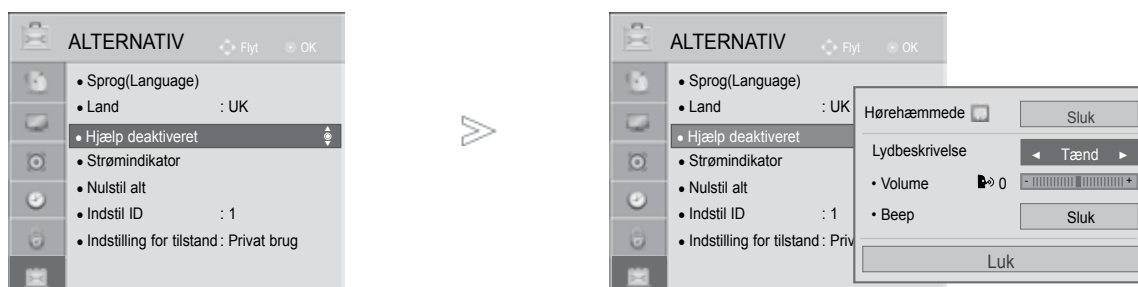 ALTERNATIV Flyt OK
• Sprog(Language)
• Land : UK
• Hjælp deaktiveret
• Strømindikator
• Nulstil alt
• Indstil ID : 1
• Indstilling for tilstand : Privat brug
ALTERNATIV Flyt OK
• Sprog(Language)
• Land : UK
• Hjælp deaktiveret
• Strømindikator
• Nulstil alt
• Indstil ID : 1
• Indstilling for tilstand : Priv
Hørehæmmede Sluk
Lydbeskrivelse ◄ Tænd ►
• Volume 0 - +
• Beep Sluk
Luk